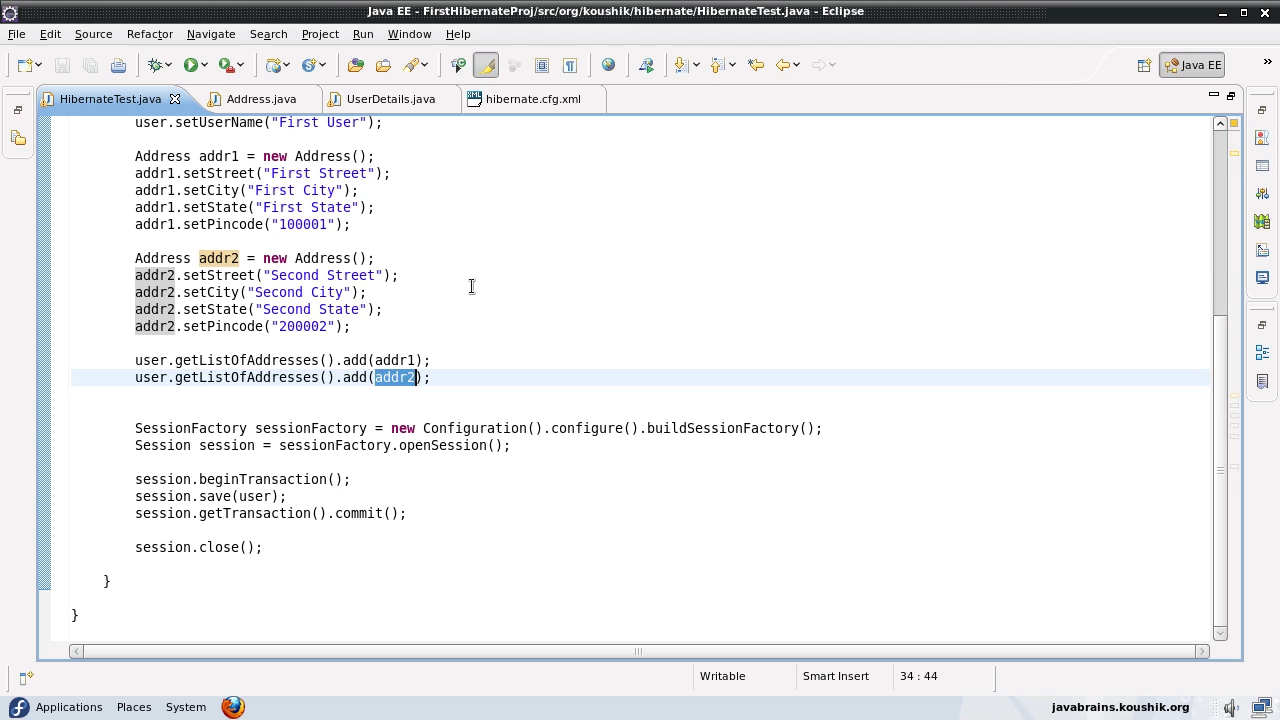 Java EE - FirstHibernateProj/src/org/koushik/hibernate/HibernateTest.java - Eclipse
File Edit Source Refactor Navigate Search Project Run Window Help
Java EE
HibernateTest.java Address.java UserDetails.java hibernate.cfg.xml
user.setUserName("First User");
Address addr1 = new Address();
addr1.setStreet("First Street");
addr1.setCity("First City");
addr1.setState("First State");
addr1.setPincode("100001");
Address addr2 = new Address();
addr2.setStreet("Second Street");
addr2.setCity("Second City");
addr2.setState("Second State");
addr2.setPincode("200002");
user.getListOfAddresses().add(addr1);
user.getListOfAddresses().add(addr2);
SessionFactory sessionFactory = new Configuration().configure().buildSessionFactory();
Session session = sessionFactory.openSession();
session.beginTransaction();
session.save(user);
session.getTransaction().commit();
session.close();
}
}
Writable Smart Insert 34 : 44
Applications Places System javabrains.koushik.org